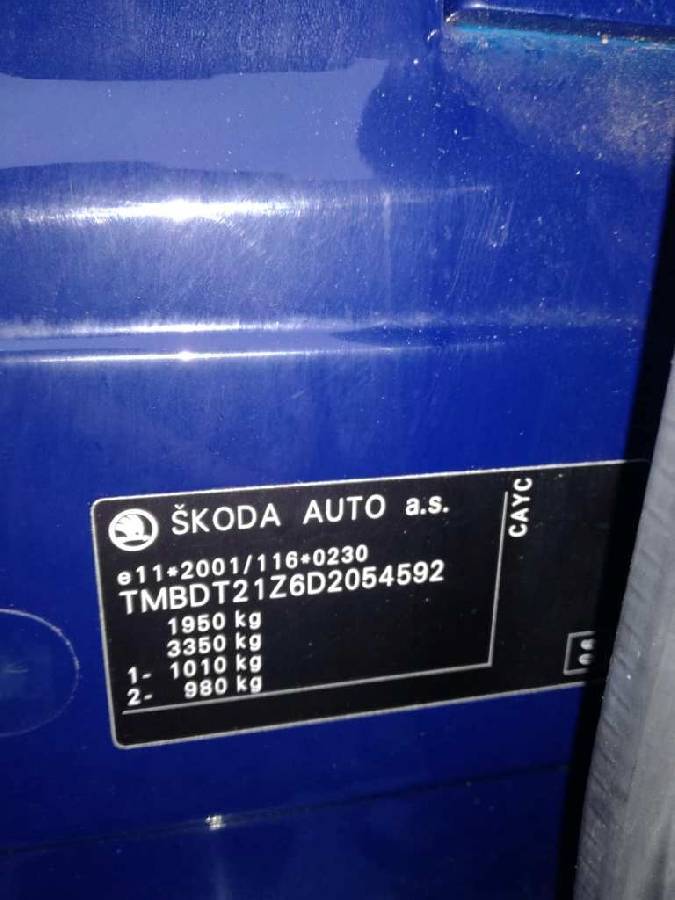 ŠKODA AUTO a.s.
e11*2001/116*0230
TMBDT21Z6D2054592
1950 kg
3350 kg
1- 1010 kg
2- 980 kg
CAYC